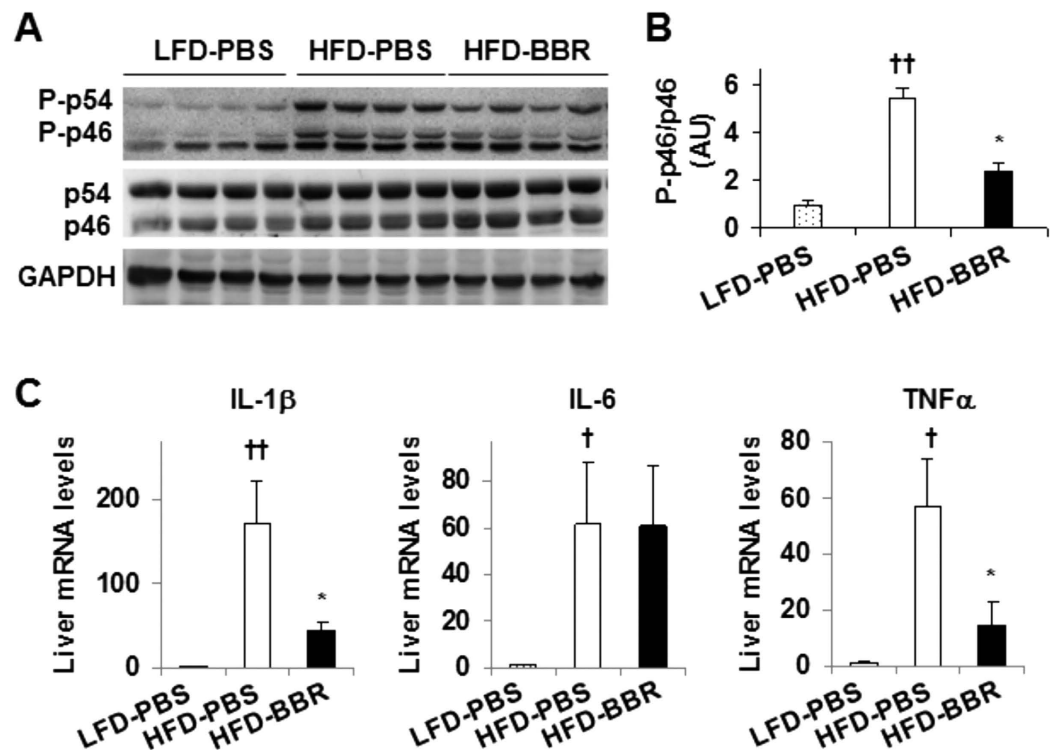 A
LFD-PBS HFD-PBS HFD-BBR
P-p54
P-p46
p54
p46
GAPDH
B
P-p46/p46
(AU)
6
4
2
0
††
*
LFD-PBS
HFD-PBS
HFD-BBR
C
IL-1β
Liver mRNA levels
200
100
0
††
*
LFD-PBS
HFD-PBS
HFD-BBR
IL-6
Liver mRNA levels
80
60
40
20
0
†
LFD-PBS
HFD-PBS
HFD-BBR
TNFα
Liver mRNA levels
80
60
40
20
0
†
*
LFD-PBS
HFD-PBS
HFD-BBR